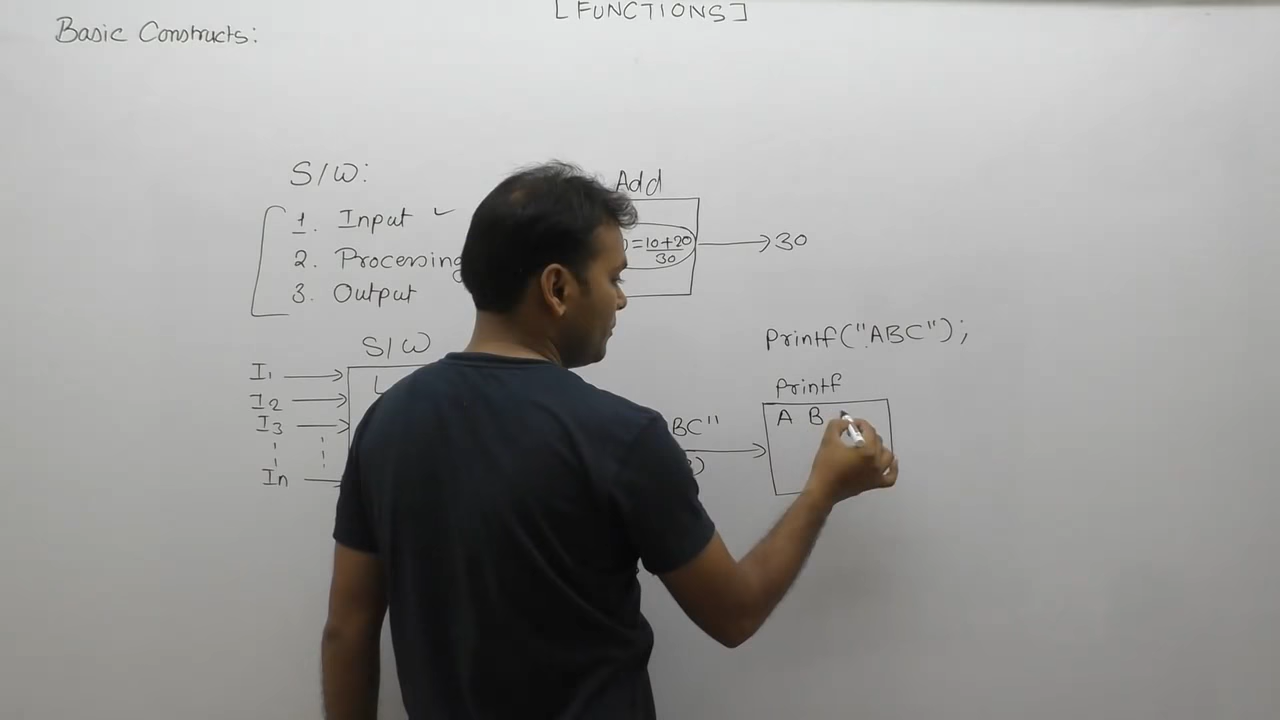 [FUNCTIONS]
Basic Constructs:
S/W:
1. Input ✓
2. Processing
3. Output
Add
=10+20
30
30
S/W
I1
I2
I3
In
Printf("ABC");
Printf
BC"
A B